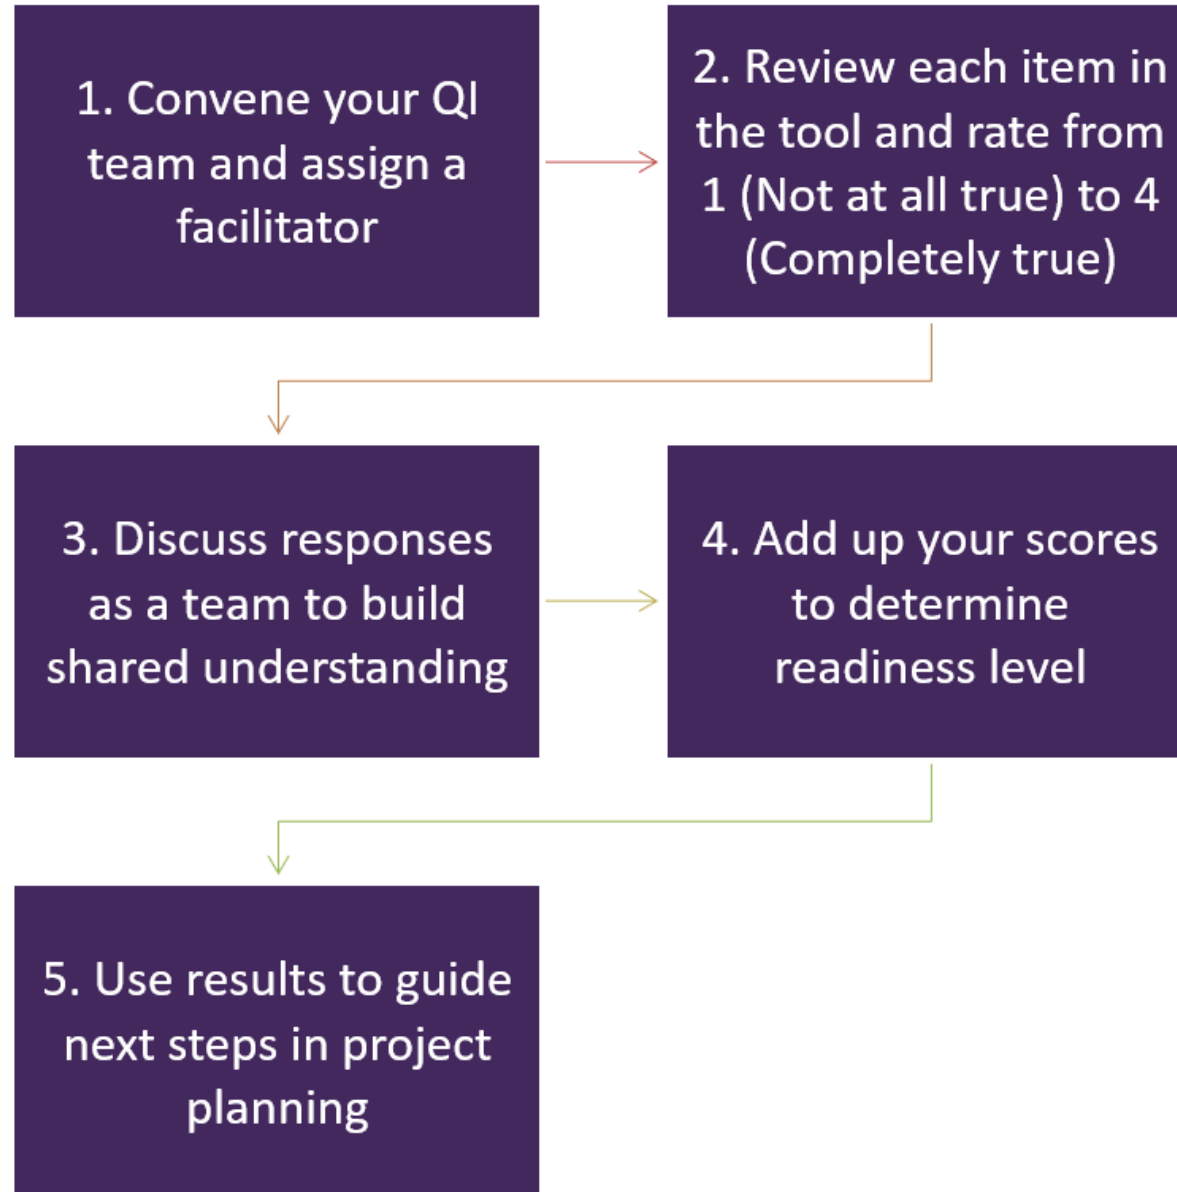 1. Convene your QI
team and assign a
facilitator
2. Review each item in
the tool and rate from
1 (Not at all true) to 4
(Completely true)
3. Discuss responses
as a team to build
shared understanding
4. Add up your scores
to determine
readiness level
5. Use results to guide
next steps in project
planning